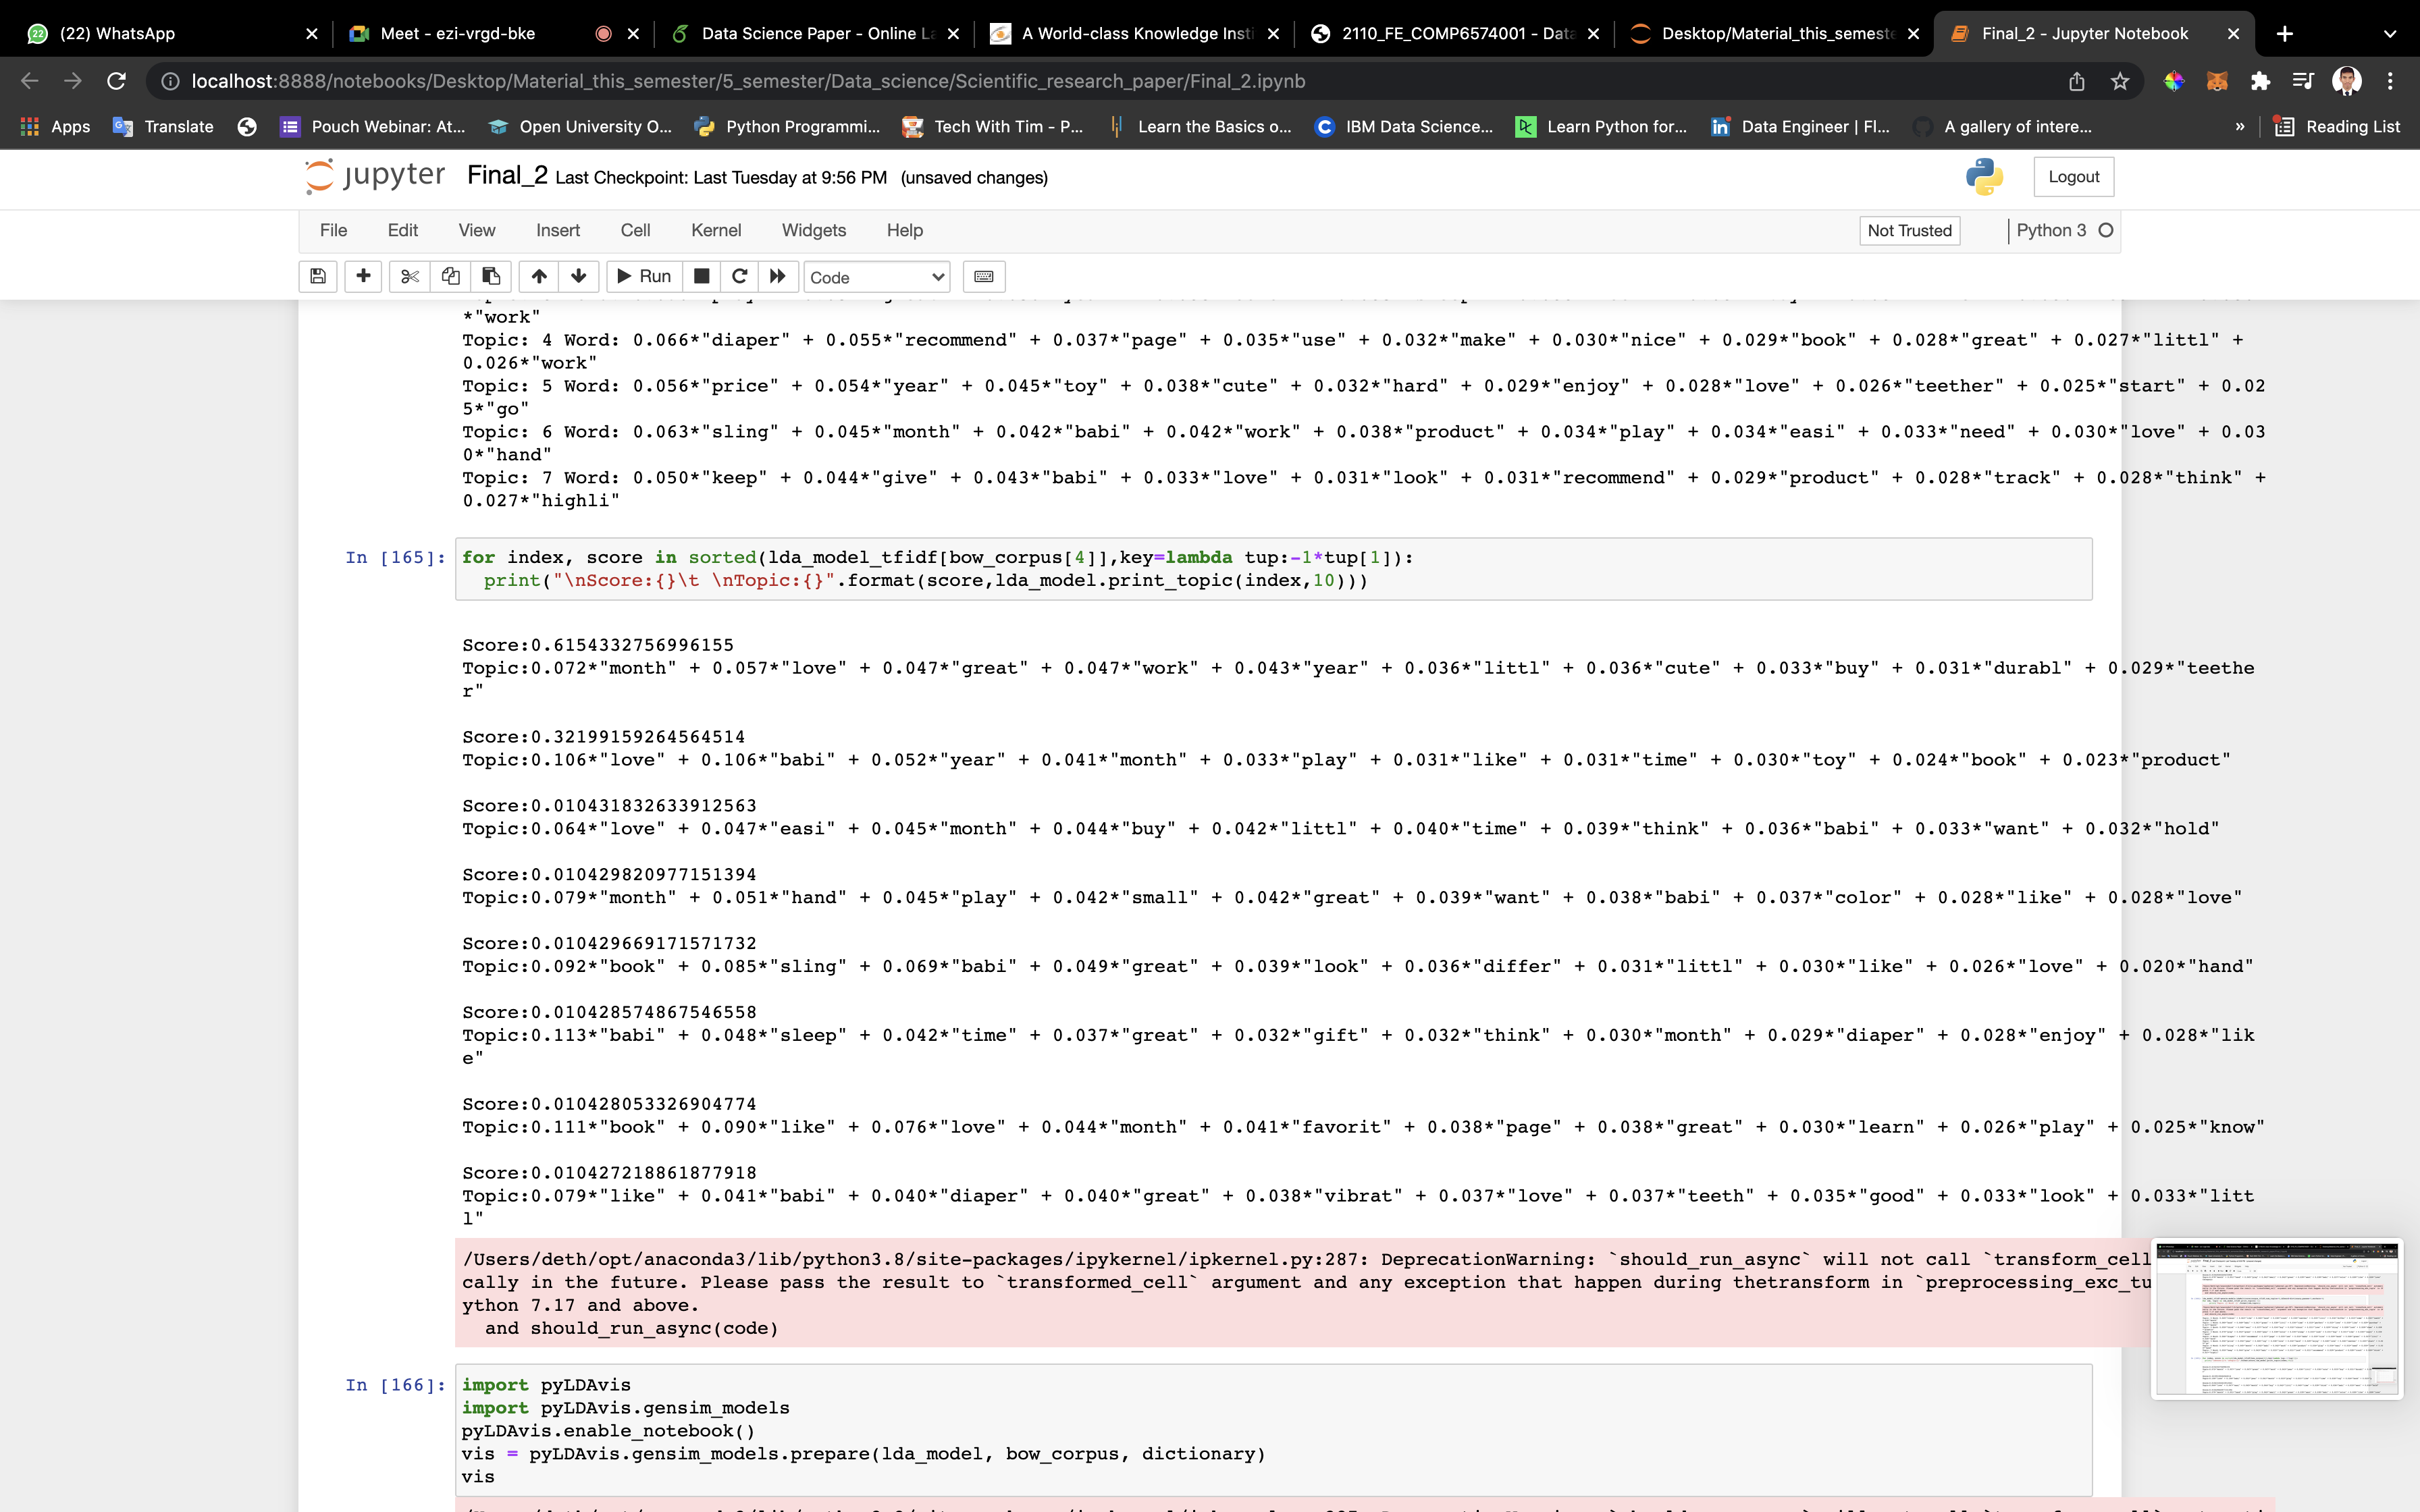 (22) WhatsApp
Meet - ezi-vrgd-bke
Data Science Paper - Online La
A World-class Knowledge Insti
2110_FE_COMP6574001 - Data
Desktop/Material_this_semeste
Final_2 - Jupyter Notebook
localhost:8888/notebooks/Desktop/Material_this_semester/5_semester/Data_science/Scientific_research_paper/Final_2.ipynb
Apps
Translate
Pouch Webinar: At...
Open University O...
Python Programmi...
Tech With Tim - P...
Learn the Basics o...
IBM Data Science...
Learn Python for...
Data Engineer | Fl...
A gallery of intere...
»
Reading List
jupyter Final_2 Last Checkpoint: Last Tuesday at 9:56 PM (unsaved changes)
Logout
File Edit View Insert Cell Kernel Widgets Help
Not Trusted
Python 3
Run
Code
*"work"
Topic: 4 Word: 0.066*"diaper" + 0.055*"recommend" + 0.037*"page" + 0.035*"use" + 0.032*"make" + 0.030*"nice" + 0.029*"book" + 0.028*"great" + 0.027*"littl" +
0.026*"work"
Topic: 5 Word: 0.056*"price" + 0.054*"year" + 0.045*"toy" + 0.038*"cute" + 0.032*"hard" + 0.029*"enjoy" + 0.028*"love" + 0.026*"teether" + 0.025*"start" + 0.02
5*"go"
Topic: 6 Word: 0.063*"sling" + 0.045*"month" + 0.042*"babi" + 0.042*"work" + 0.038*"product" + 0.034*"play" + 0.034*"easi" + 0.033*"need" + 0.030*"love" + 0.03
0*"hand"
Topic: 7 Word: 0.050*"keep" + 0.044*"give" + 0.043*"babi" + 0.033*"love" + 0.031*"look" + 0.031*"recommend" + 0.029*"product" + 0.028*"track" + 0.028*"think" +
0.027*"highli"
In [165]: for index, score in sorted(lda_model_tfidf[bow_corpus[4]],key=lambda tup:-1*tup[1]):
print("\nScore:{}\t \nTopic:{}".format(score,lda_model.print_topic(index,10)))
Score:0.6154332756996155
Topic:0.072*"month" + 0.057*"love" + 0.047*"great" + 0.047*"work" + 0.043*"year" + 0.036*"littl" + 0.036*"cute" + 0.033*"buy" + 0.031*"durabl" + 0.029*"teethe
r"
Score:0.32199159264564514
Topic:0.106*"love" + 0.106*"babi" + 0.052*"year" + 0.041*"month" + 0.033*"play" + 0.031*"like" + 0.031*"time" + 0.030*"toy" + 0.024*"book" + 0.023*"product"
Score:0.010431832633912563
Topic:0.064*"love" + 0.047*"easi" + 0.045*"month" + 0.044*"buy" + 0.042*"littl" + 0.040*"time" + 0.039*"think" + 0.036*"babi" + 0.033*"want" + 0.032*"hold"
Score:0.010429820977151394
Topic:0.079*"month" + 0.051*"hand" + 0.045*"play" + 0.042*"small" + 0.042*"great" + 0.039*"want" + 0.038*"babi" + 0.037*"color" + 0.028*"like" + 0.028*"love"
Score:0.010429669171571732
Topic:0.092*"book" + 0.085*"sling" + 0.069*"babi" + 0.049*"great" + 0.039*"look" + 0.036*"differ" + 0.031*"littl" + 0.030*"like" + 0.026*"love" + 0.020*"hand"
Score:0.010428574867546558
Topic:0.113*"babi" + 0.048*"sleep" + 0.042*"time" + 0.037*"great" + 0.032*"gift" + 0.032*"think" + 0.030*"month" + 0.029*"diaper" + 0.028*"enjoy" + 0.028*"lik
e"
Score:0.010428053326904774
Topic:0.111*"book" + 0.090*"like" + 0.076*"love" + 0.044*"month" + 0.041*"favorit" + 0.038*"page" + 0.038*"great" + 0.030*"learn" + 0.026*"play" + 0.025*"know"
Score:0.010427218861877918
Topic:0.079*"like" + 0.041*"babi" + 0.040*"diaper" + 0.040*"great" + 0.038*"vibrat" + 0.037*"love" + 0.037*"teeth" + 0.035*"good" + 0.033*"look" + 0.033*"litt
l"
/Users/deth/opt/anaconda3/lib/python3.8/site-packages/ipykernel/ipkernel.py:287: DeprecationWarning: `should_run_async` will not call `transform_cell
cally in the future. Please pass the result to `transformed_cell` argument and any exception that happen during thetransform in `preprocessing_exc_tu
ython 7.17 and above.
and should_run_async(code)
In [166]: import pyLDAvis
import pyLDAvis.gensim_models
pyLDAvis.enable_notebook()
vis = pyLDAvis.gensim_models.prepare(lda_model, bow_corpus, dictionary)
vis